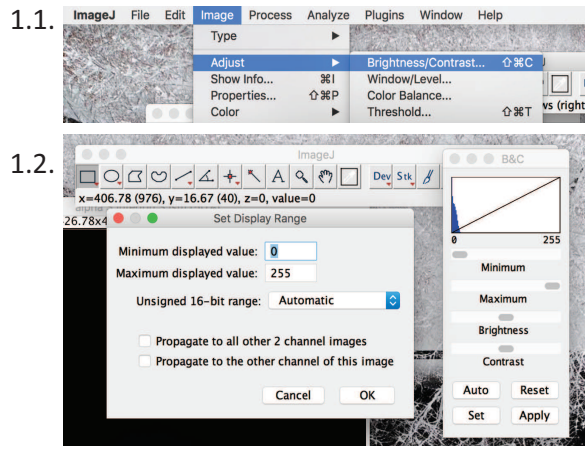 1.1.
ImageJ File Edit Image Process Analyze Plugins Window Help
Type ▶
Adjust ▶ Brightness/Contrast... ⇧⌘C
Show Info... ⌘I Window/Level...
Properties... ⇧⌘P Color Balance...
Color ▶ Threshold... ⇧⌘T
ws (right
1.2.
ImageJ
B&C
Dev Stk
x=406.78 (976), y=16.67 (40), z=0, value=0
26.78x4
Set Display Range
Minimum displayed value: 0
Maximum displayed value: 255
Unsigned 16-bit range: Automatic
Propagate to all other 2 channel images
Propagate to the other channel of this image
Cancel OK
0 255
Minimum
Maximum
Brightness
Contrast
Auto Reset
Set Apply